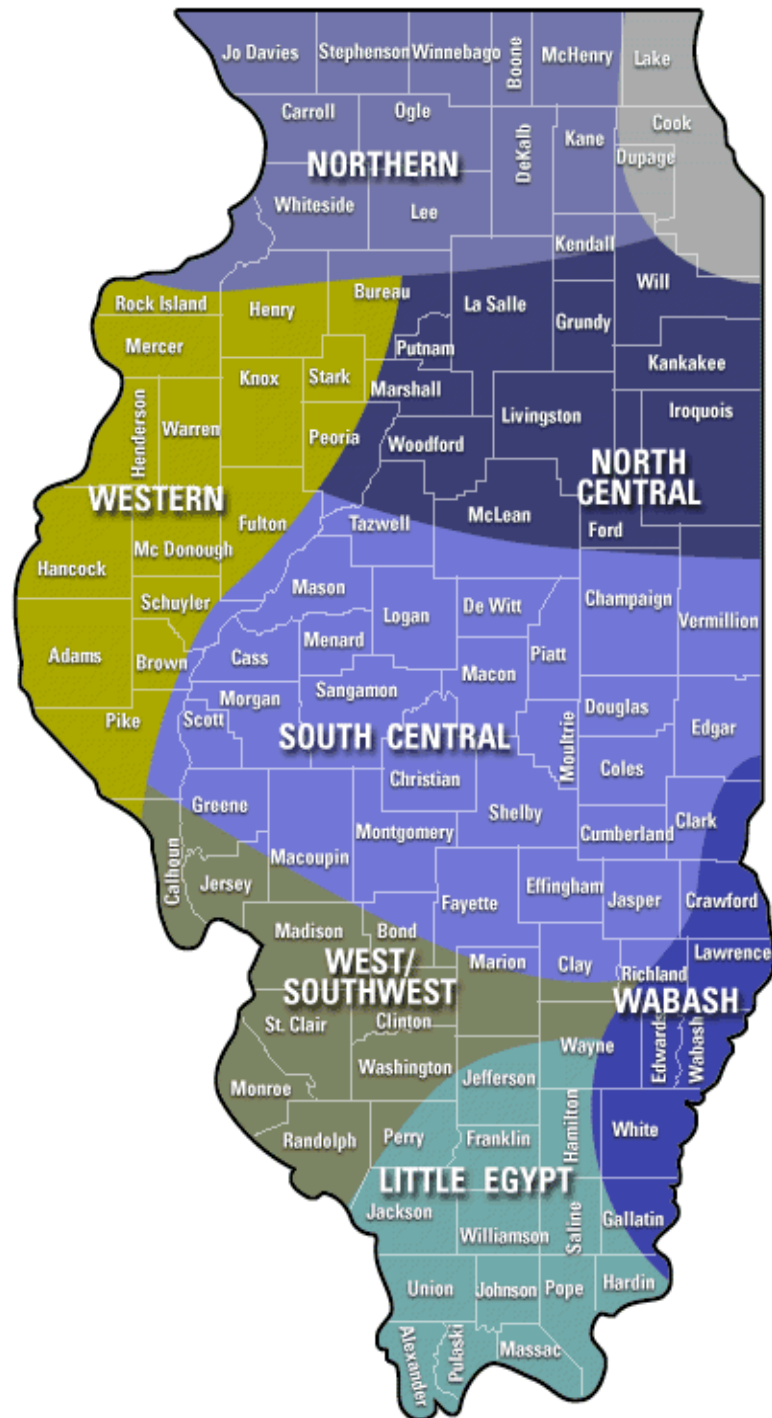 Jo Davies
Stephenson
Winnebago
Boone
McHenry
Lake
Carroll
Ogle
DeKalb
Kane
Cook
Dupage
NORTHERN
Whiteside
Lee
Kendall
Will
Rock Island
Henry
Bureau
La Salle
Grundy
Mercer
Putnam
Kankakee
Knox
Stark
Marshall
Henderson
Warren
Livingston
Iroquois
Peoria
Woodford
NORTH
CENTRAL
WESTERN
Fulton
Tazwell
McLean
Ford
Mc Donough
Hancock
Mason
Schuyler
Logan
De Witt
Champaign
Vermillion
Adams
Brown
Cass
Menard
Piatt
Macon
Morgan
Sangamon
Pike
Scott
Douglas
Edgar
SOUTH CENTRAL
Moultrie
Christian
Coles
Greene
Shelby
Montgomery
Cumberland
Clark
Calhoun
Macoupin
Jersey
Effingham
Fayette
Jasper
Crawford
Madison
Bond
Lawrence
WEST/
SOUTHWEST
Marion
Clay
Richland
WABASH
St. Clair
Clinton
Edwards
Wabash
Wayne
Washington
Jefferson
Monroe
Hamilton
White
Randolph
Perry
Franklin
LITTLE EGYPT
Jackson
Saline
Gallatin
Williamson
Union
Johnson
Pope
Hardin
Alexander
Pulaski
Massac